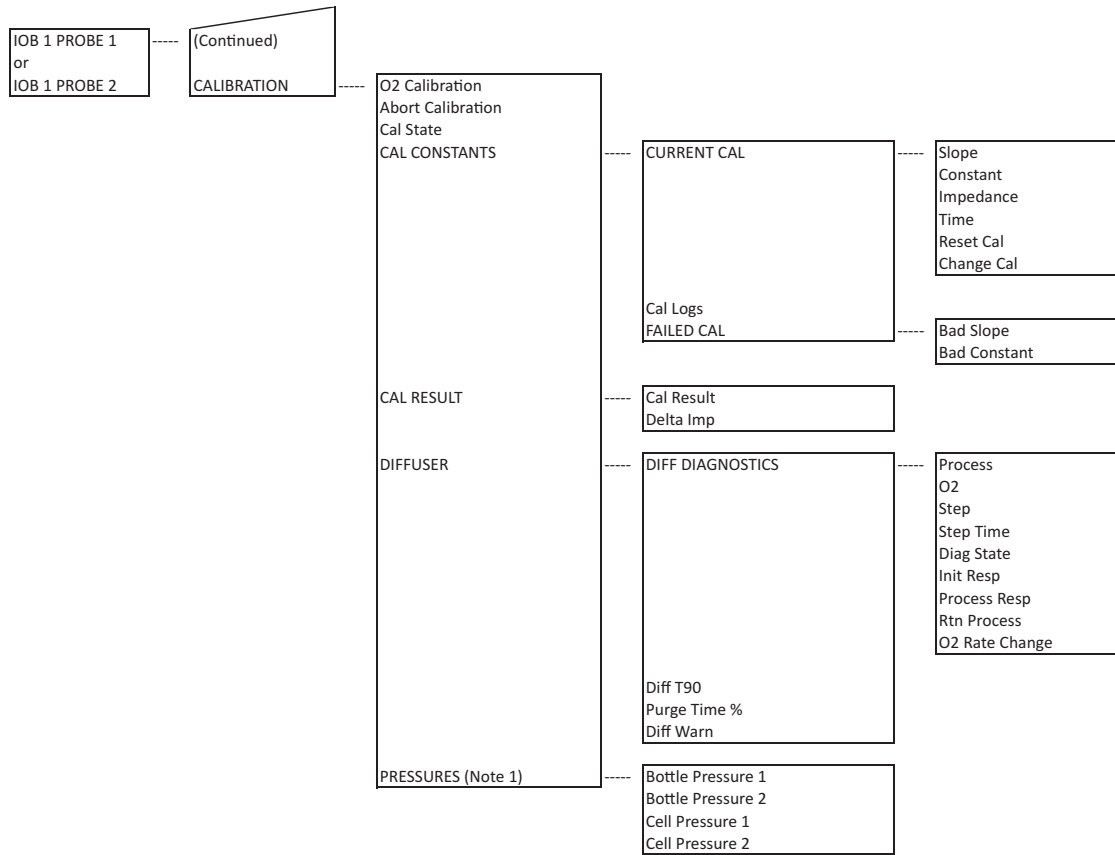 IOB 1 PROBE 1
or
IOB 1 PROBE 2
(Continued)
CALIBRATION
O2 Calibration
Abort Calibration
Cal State
CAL CONSTANTS
CURRENT CAL
Slope
Constant
Impedance
Time
Reset Cal
Change Cal
Cal Logs
FAILED CAL
Bad Slope
Bad Constant
CAL RESULT
Cal Result
Delta Imp
DIFFUSER
DIFF DIAGNOSTICS
Process
O2
Step
Step Time
Diag State
Init Resp
Process Resp
Rtn Process
O2 Rate Change
Diff T90
Purge Time %
Diff Warn
PRESSURES (Note 1)
Bottle Pressure 1
Bottle Pressure 2
Cell Pressure 1
Cell Pressure 2